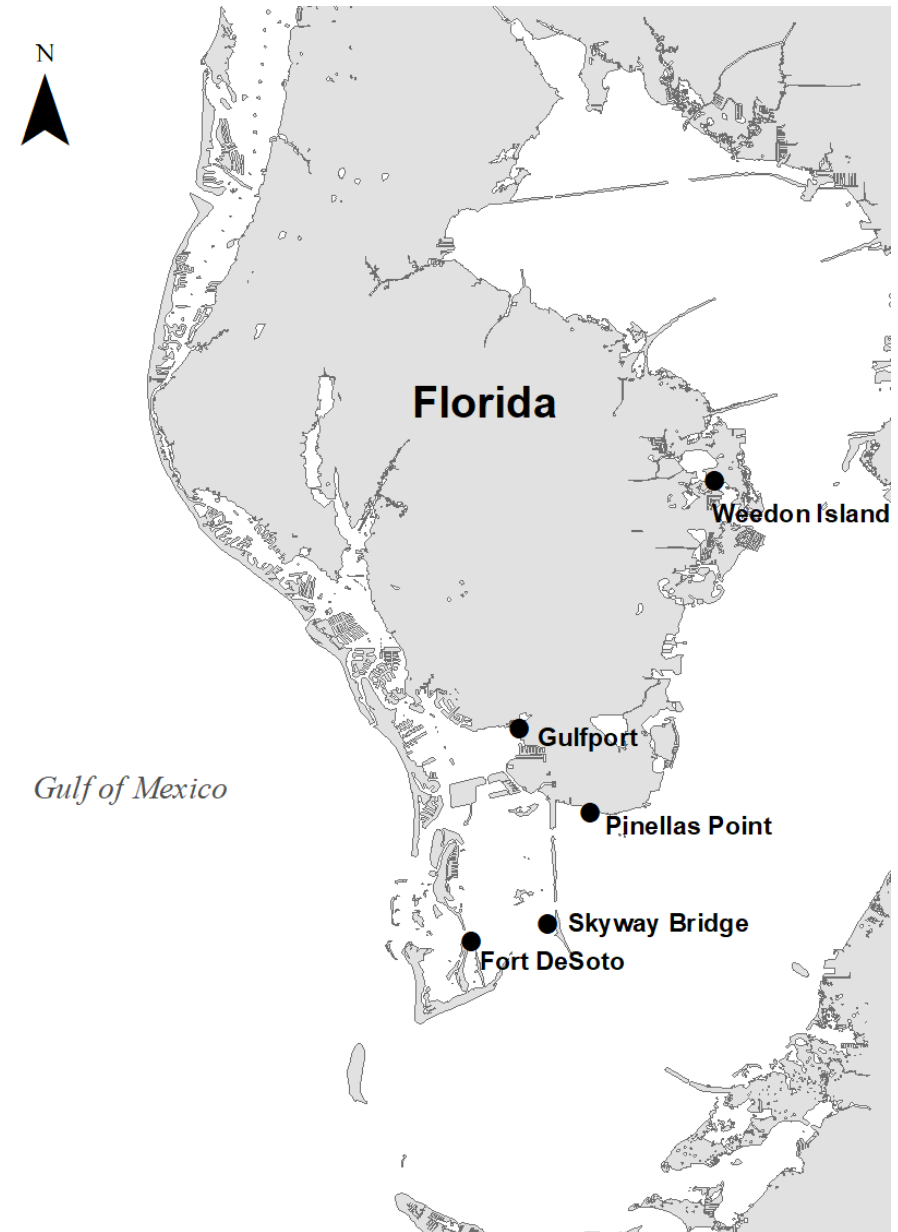 N
Florida
Weedon Island
Gulfport
Gulf of Mexico
Pinellas Point
Skyway Bridge
Fort DeSoto